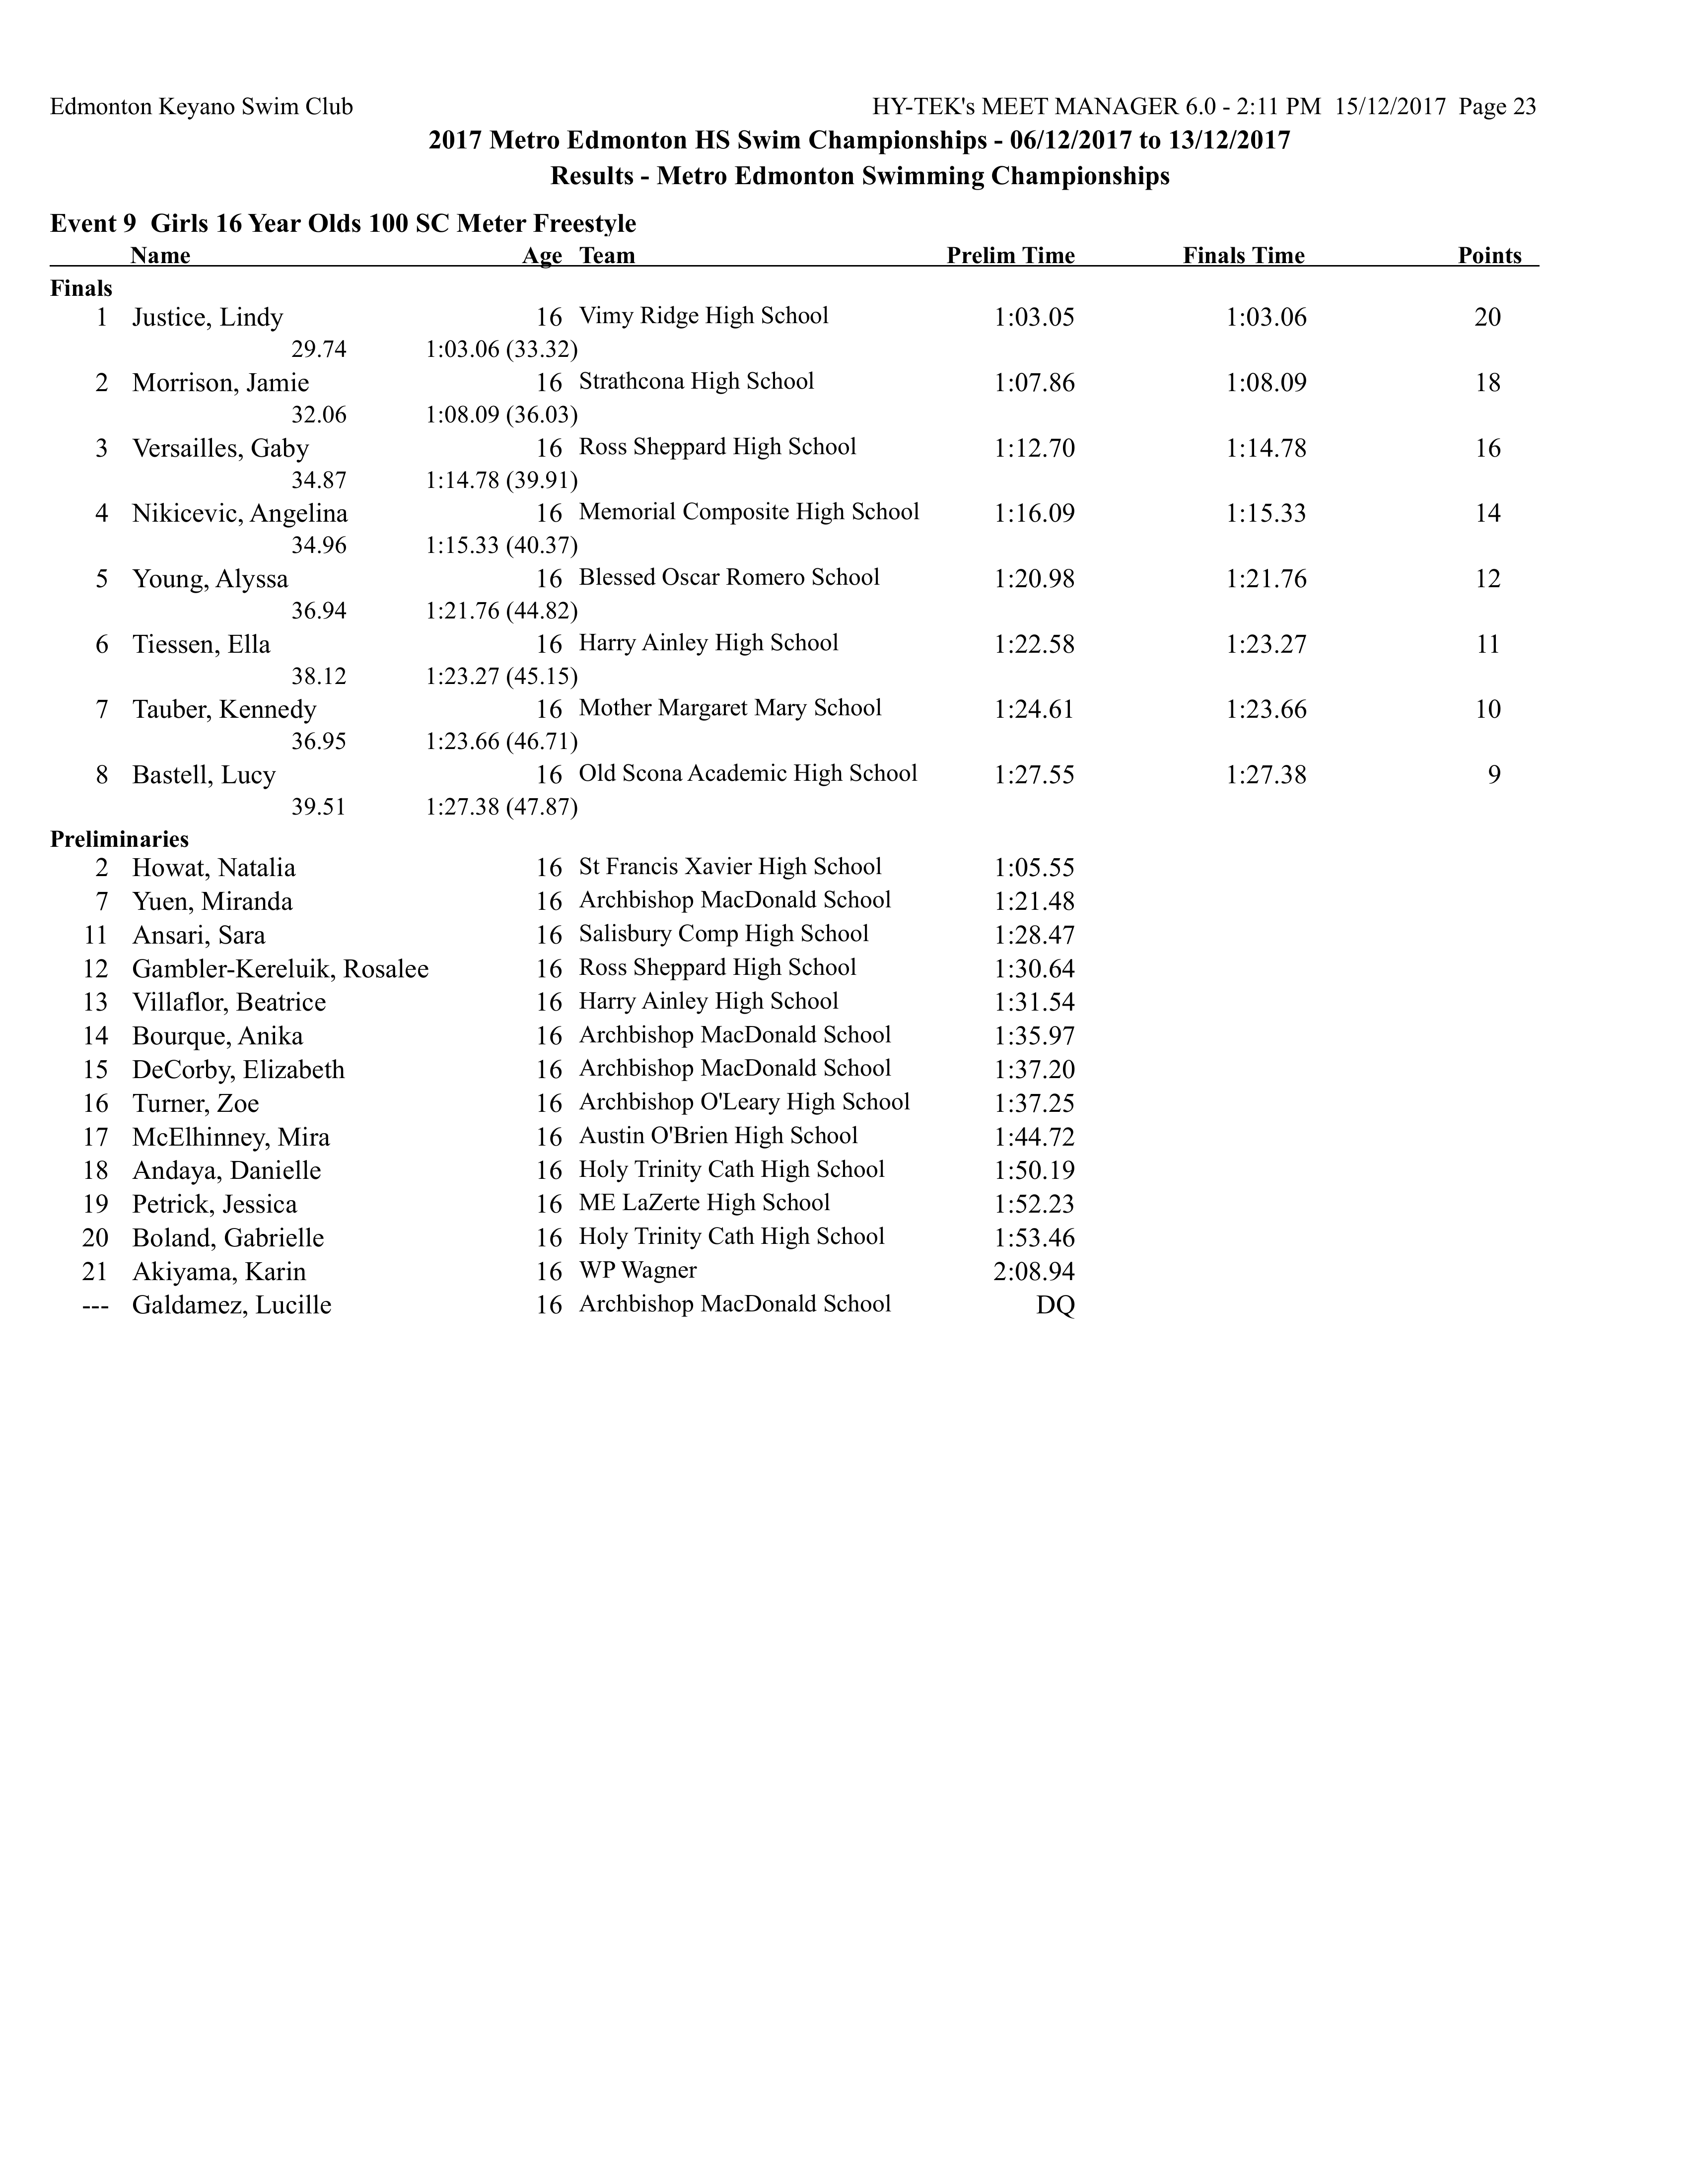 Edmonton Keyano Swim Club HY-TEK's MEET MANAGER 6.0 - 2:11 PM 15/12/2017 Page 23
2017 Metro Edmonton HS Swim Championships - 06/12/2017 to 13/12/2017
Results - Metro Edmonton Swimming Championships
Event 9 Girls 16 Year Olds 100 SC Meter Freestyle
Name Age Team Prelim Time Finals Time Points
Finals
1 Justice, Lindy 16 Vimy Ridge High School 1:03.05 1:03.06 20
29.74 1:03.06 (33.32)
2 Morrison, Jamie 16 Strathcona High School 1:07.86 1:08.09 18
32.06 1:08.09 (36.03)
3 Versailles, Gaby 16 Ross Sheppard High School 1:12.70 1:14.78 16
34.87 1:14.78 (39.91)
4 Nikicevic, Angelina 16 Memorial Composite High School 1:16.09 1:15.33 14
34.96 1:15.33 (40.37)
5 Young, Alyssa 16 Blessed Oscar Romero School 1:20.98 1:21.76 12
36.94 1:21.76 (44.82)
6 Tiessen, Ella 16 Harry Ainley High School 1:22.58 1:23.27 11
38.12 1:23.27 (45.15)
7 Tauber, Kennedy 16 Mother Margaret Mary School 1:24.61 1:23.66 10
36.95 1:23.66 (46.71)
8 Bastell, Lucy 16 Old Scona Academic High School 1:27.55 1:27.38 9
39.51 1:27.38 (47.87)
Preliminaries
2 Howat, Natalia 16 St Francis Xavier High School 1:05.55
7 Yuen, Miranda 16 Archbishop MacDonald School 1:21.48
11 Ansari, Sara 16 Salisbury Comp High School 1:28.47
12 Gambler-Kereluik, Rosalee 16 Ross Sheppard High School 1:30.64
13 Villaflor, Beatrice 16 Harry Ainley High School 1:31.54
14 Bourque, Anika 16 Archbishop MacDonald School 1:35.97
15 DeCorby, Elizabeth 16 Archbishop MacDonald School 1:37.20
16 Turner, Zoe 16 Archbishop O'Leary High School 1:37.25
17 McElhinney, Mira 16 Austin O'Brien High School 1:44.72
18 Andaya, Danielle 16 Holy Trinity Cath High School 1:50.19
19 Petrick, Jessica 16 ME LaZerte High School 1:52.23
20 Boland, Gabrielle 16 Holy Trinity Cath High School 1:53.46
21 Akiyama, Karin 16 WP Wagner 2:08.94
--- Galdamez, Lucille 16 Archbishop MacDonald School DQ